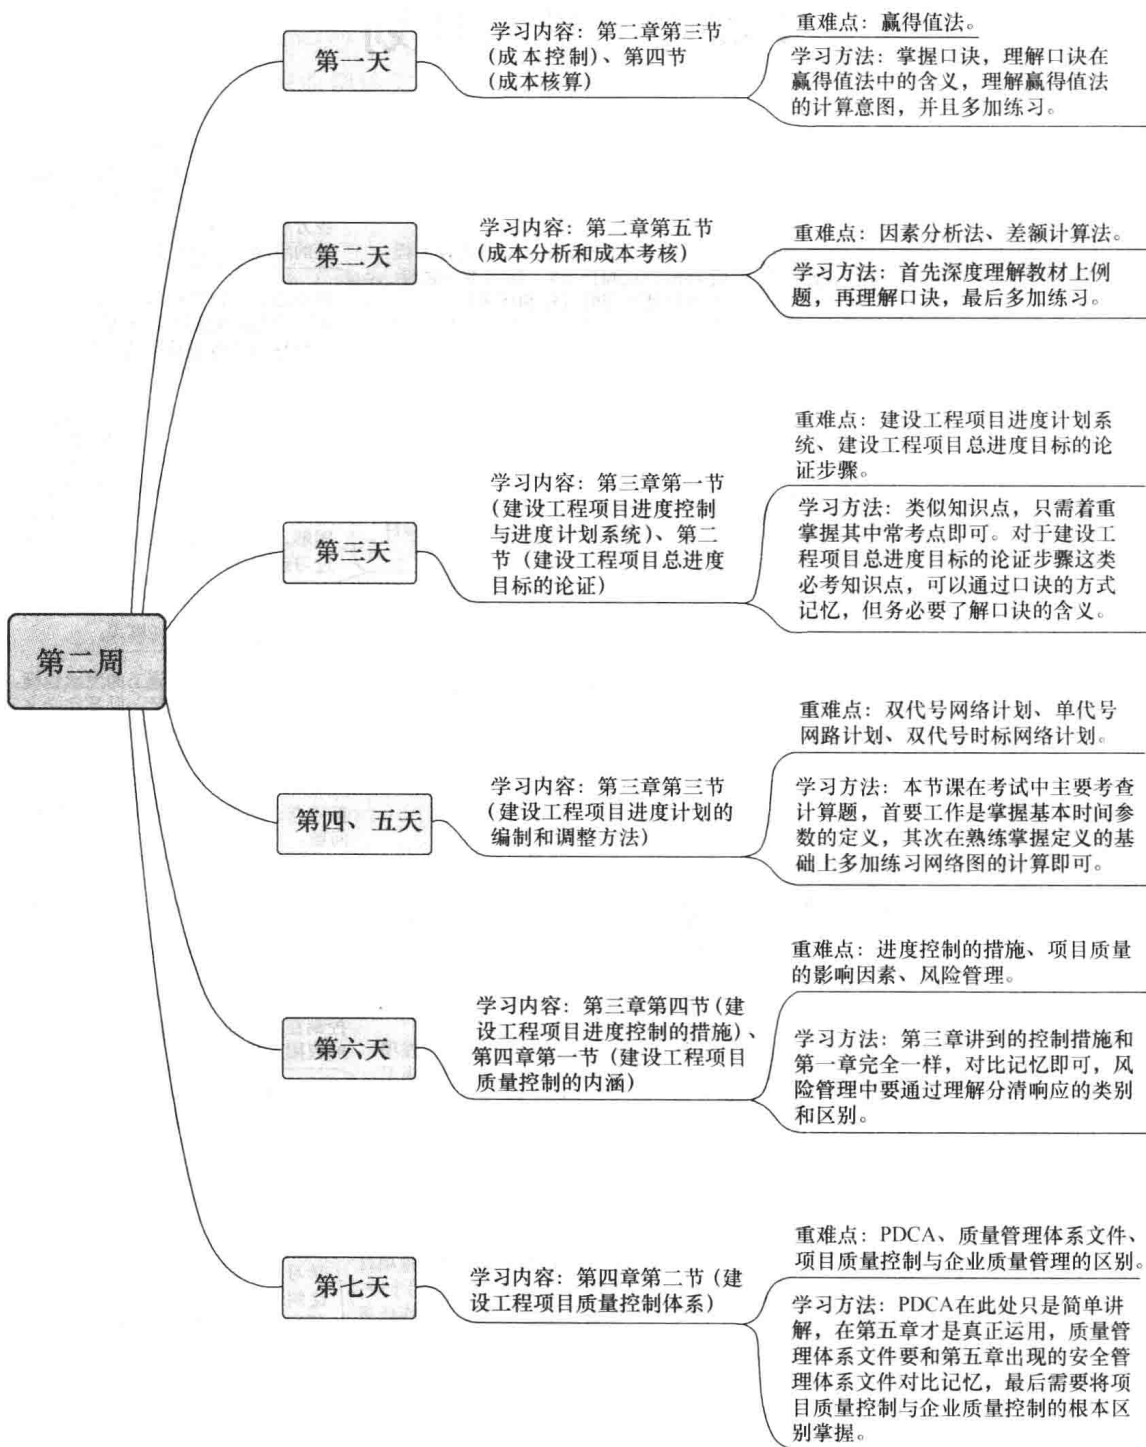 第二周
第一天
学习内容：第二章第三节
(成本控制)、第四节
(成本核算)
重难点：赢得值法。
学习方法：掌握口诀，理解口诀在
赢得值法中的含义，理解赢得值法
的计算意图，并且多加练习。
第二天
学习内容：第二章第五节
(成本分析和成本考核)
重难点：因素分析法、差额计算法。
学习方法：首先深度理解教材上例
题，再理解口诀，最后多加练习。
第三天
学习内容：第三章第一节
(建设工程项目进度控制
与进度计划系统)、第二
节（建设工程项目总进度
目标的论证）
重难点：建设工程项目进度计划系
统、建设工程项目总进度目标的论
证步骤。
学习方法：类似知识点，只需着重
掌握其中常考点即可。对于建设工
程项目总进度目标的论证步骤这类
必考知识点，可以通过口诀的方式
记忆，但务必要了解口诀的含义。
第四、五天
学习内容：第三章第三节
(建设工程项目进度计划的
编制和调整方法)
重难点：双代号网络计划、单代号
网路计划、双代号时标网络计划。
学习方法：本节课在考试中主要考查
计算题，首要工作是掌握基本时间参
数的定义，其次在熟练掌握定义的基
础上多加练习网络图的计算即可。
第六天
学习内容：第三章第四节（建
设工程项目进度控制的措施）、
第四章第一节（建设工程项目
质量控制的内涵）
重难点：进度控制的措施、项目质量
的影响因素、风险管理。
学习方法：第三章讲到的控制措施和
第一章完全一样，对比记忆即可，风
险管理中要通过理解分清响应的类别
和区别。
第七天
学习内容：第四章第二节（建
设工程项目质量控制体系）
重难点：PDCA、质量管理体系文件、
项目质量控制与企业质量管理的区别。
学习方法：PDCA在此处只是简单讲
解，在第五章才是真正运用，质量管
理体系文件要和第五章出现的安全管
理体系文件对比记忆，最后需要将项
目质量控制与企业质量控制的根本区
别掌握。